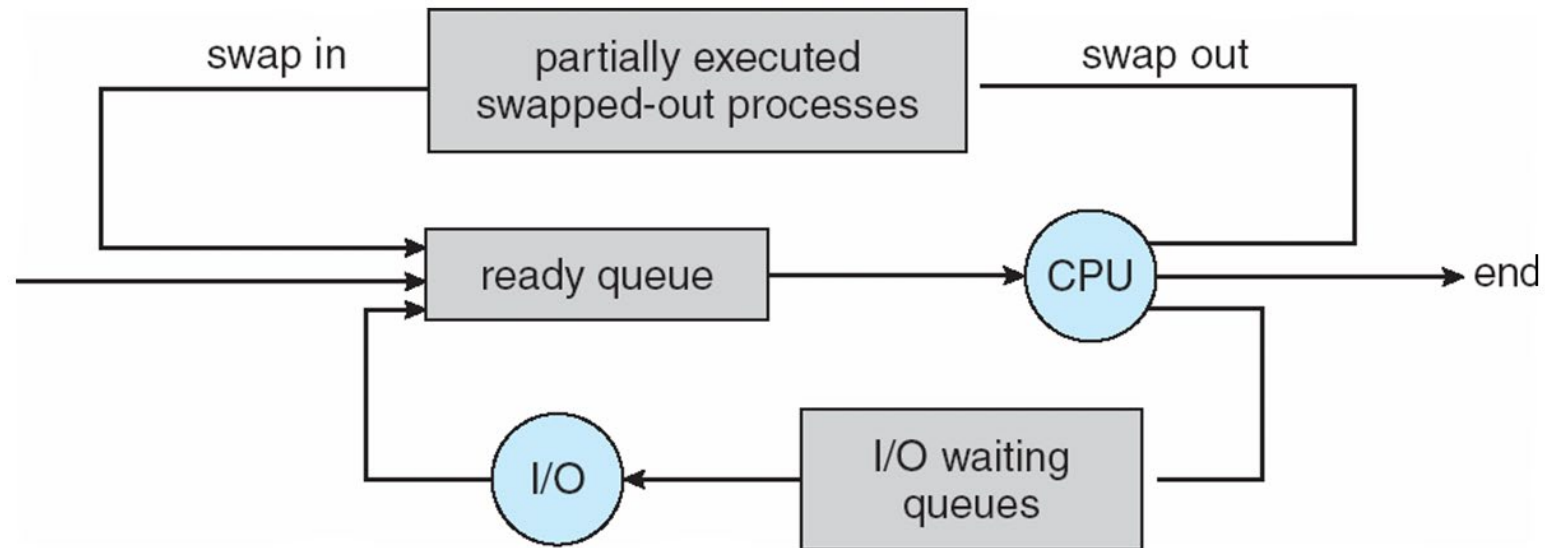 swap in
partially executed
swapped-out processes
swap out
ready queue
CPU
end
I/O
I/O waiting
queues